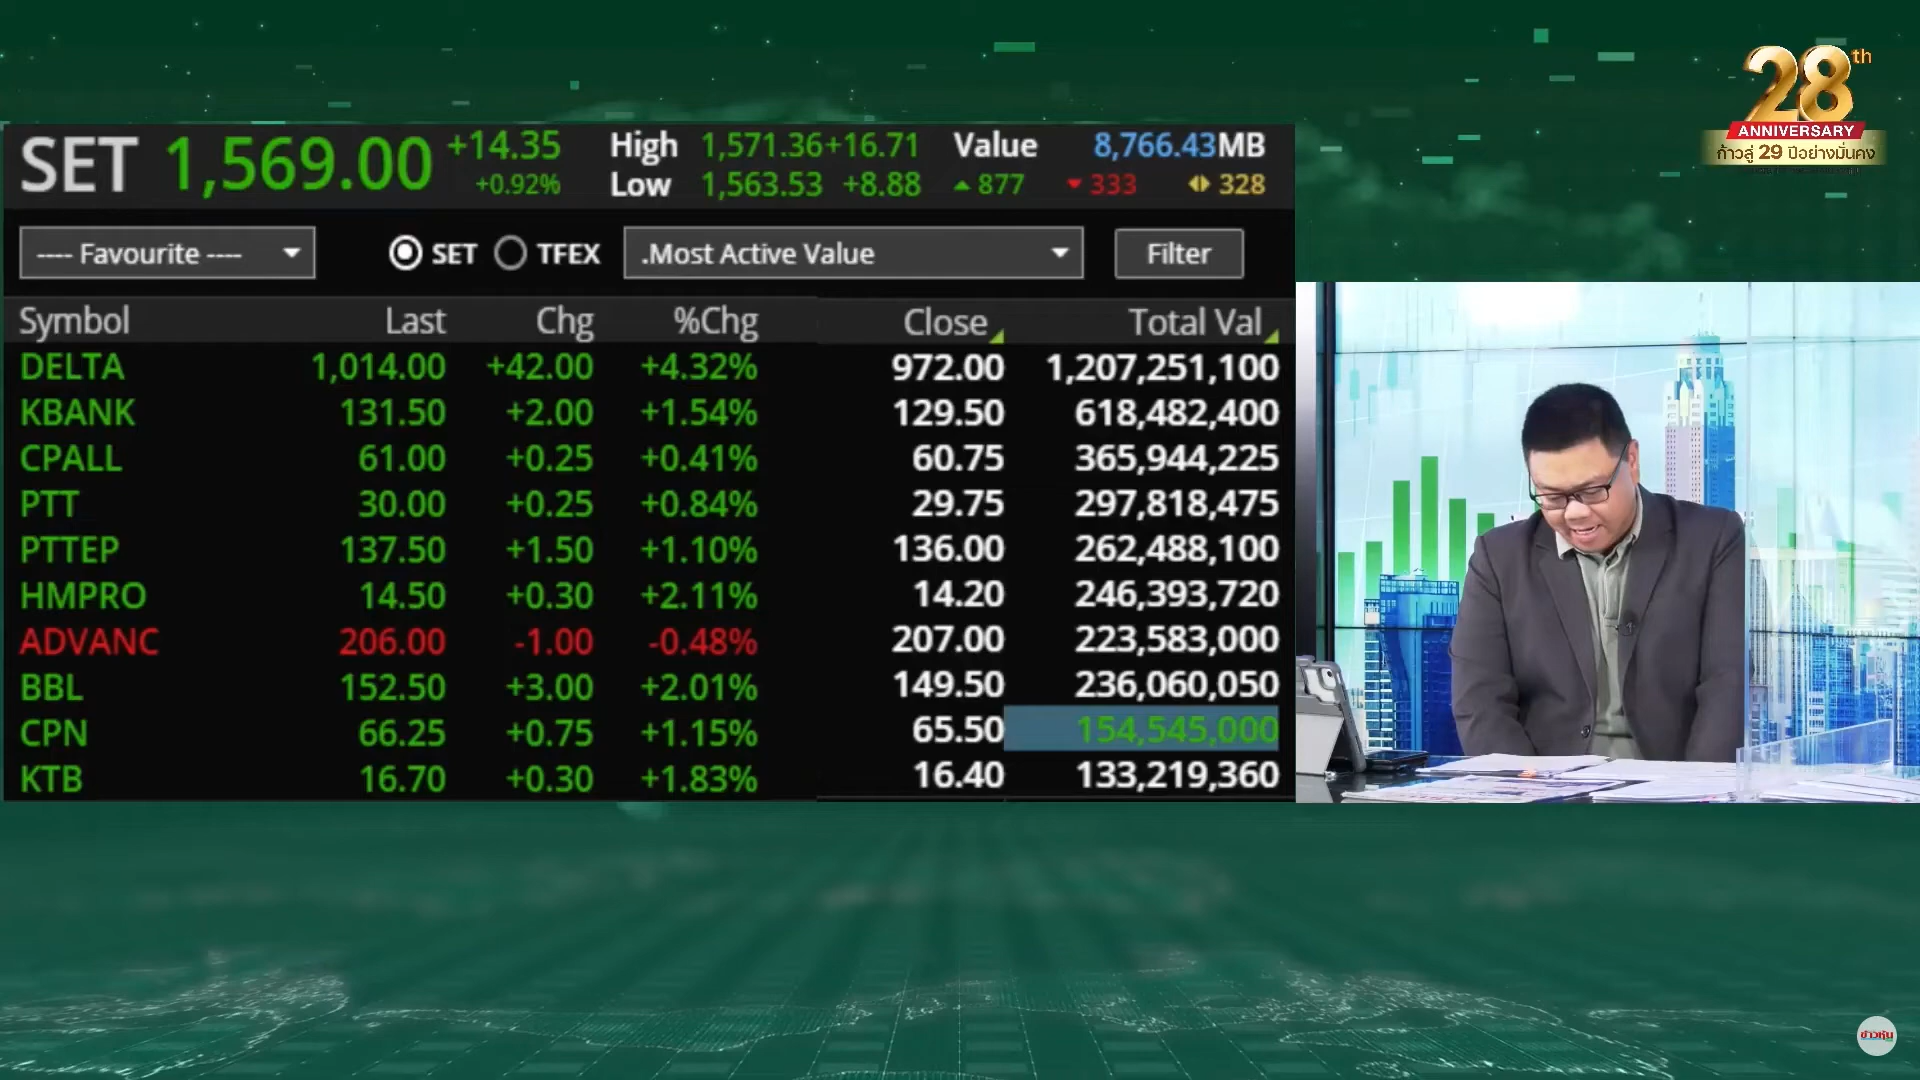 28th
ANNIVERSARY
ก้าวสู่ 29 ปีอย่างมั่นคง
SET 1,569.00 +14.35 +0.92%
High 1,571.36 +16.71 Value 8,766.43MB
Low 1,563.53 +8.88 877 333 328
---- Favourite ---- SET TFEX .Most Active Value Filter
Symbol Last Chg %Chg Close Total Val
DELTA 1,014.00 +42.00 +4.32% 972.00 1,207,251,100
KBANK 131.50 +2.00 +1.54% 129.50 618,482,400
CPALL 61.00 +0.25 +0.41% 60.75 365,944,225
PTT 30.00 +0.25 +0.84% 29.75 297,818,475
PTTEP 137.50 +1.50 +1.10% 136.00 262,488,100
HMPRO 14.50 +0.30 +2.11% 14.20 246,393,720
ADVANC 206.00 -1.00 -0.48% 207.00 223,583,000
BBL 152.50 +3.00 +2.01% 149.50 236,060,050
CPN 66.25 +0.75 +1.15% 65.50 154,545,000
KTB 16.70 +0.30 +1.83% 16.40 133,219,360
ข่าวหุ้น